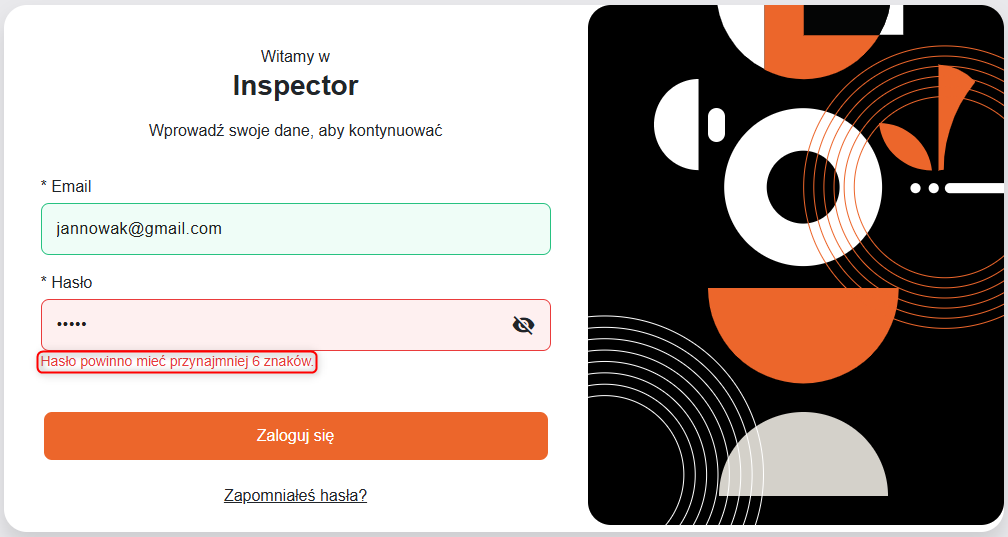 Witamy w
Inspector
Wprowadź swoje dane, aby kontynuować
* Email
jannowak@gmail.com
* Hasło
•••••
Hasło powinno mieć przynajmniej 6 znaków.
Zaloguj się
Zapomniałeś hasła?